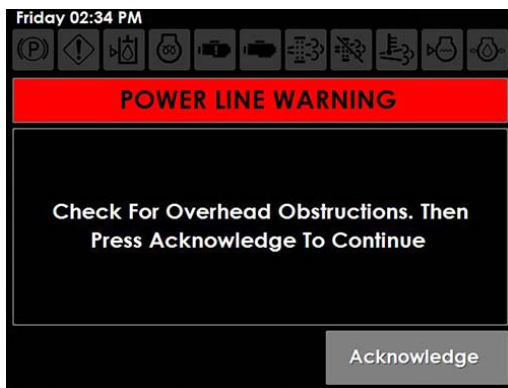 Friday 02:34 PM
POWER LINE WARNING
Check For Overhead Obstructions. Then
Press Acknowledge To Continue
Acknowledge